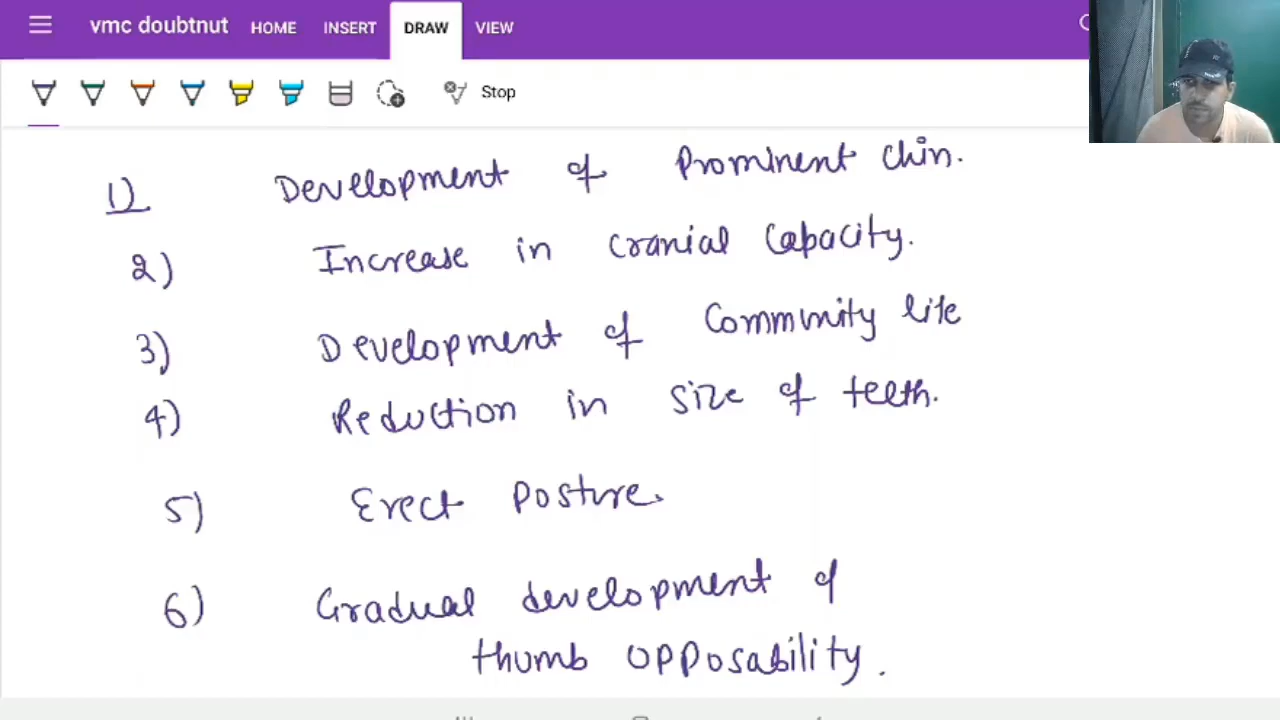 vmc doubtnut HOME INSERT DRAW VIEW
Stop
1) Development of Prominent Chin.
2) Increase in Cranial Capacity.
3) Development of Community life
4) Reduction in Size of teeth.
5) Erect Posture.
6) Gradual development of
thumb opposability.